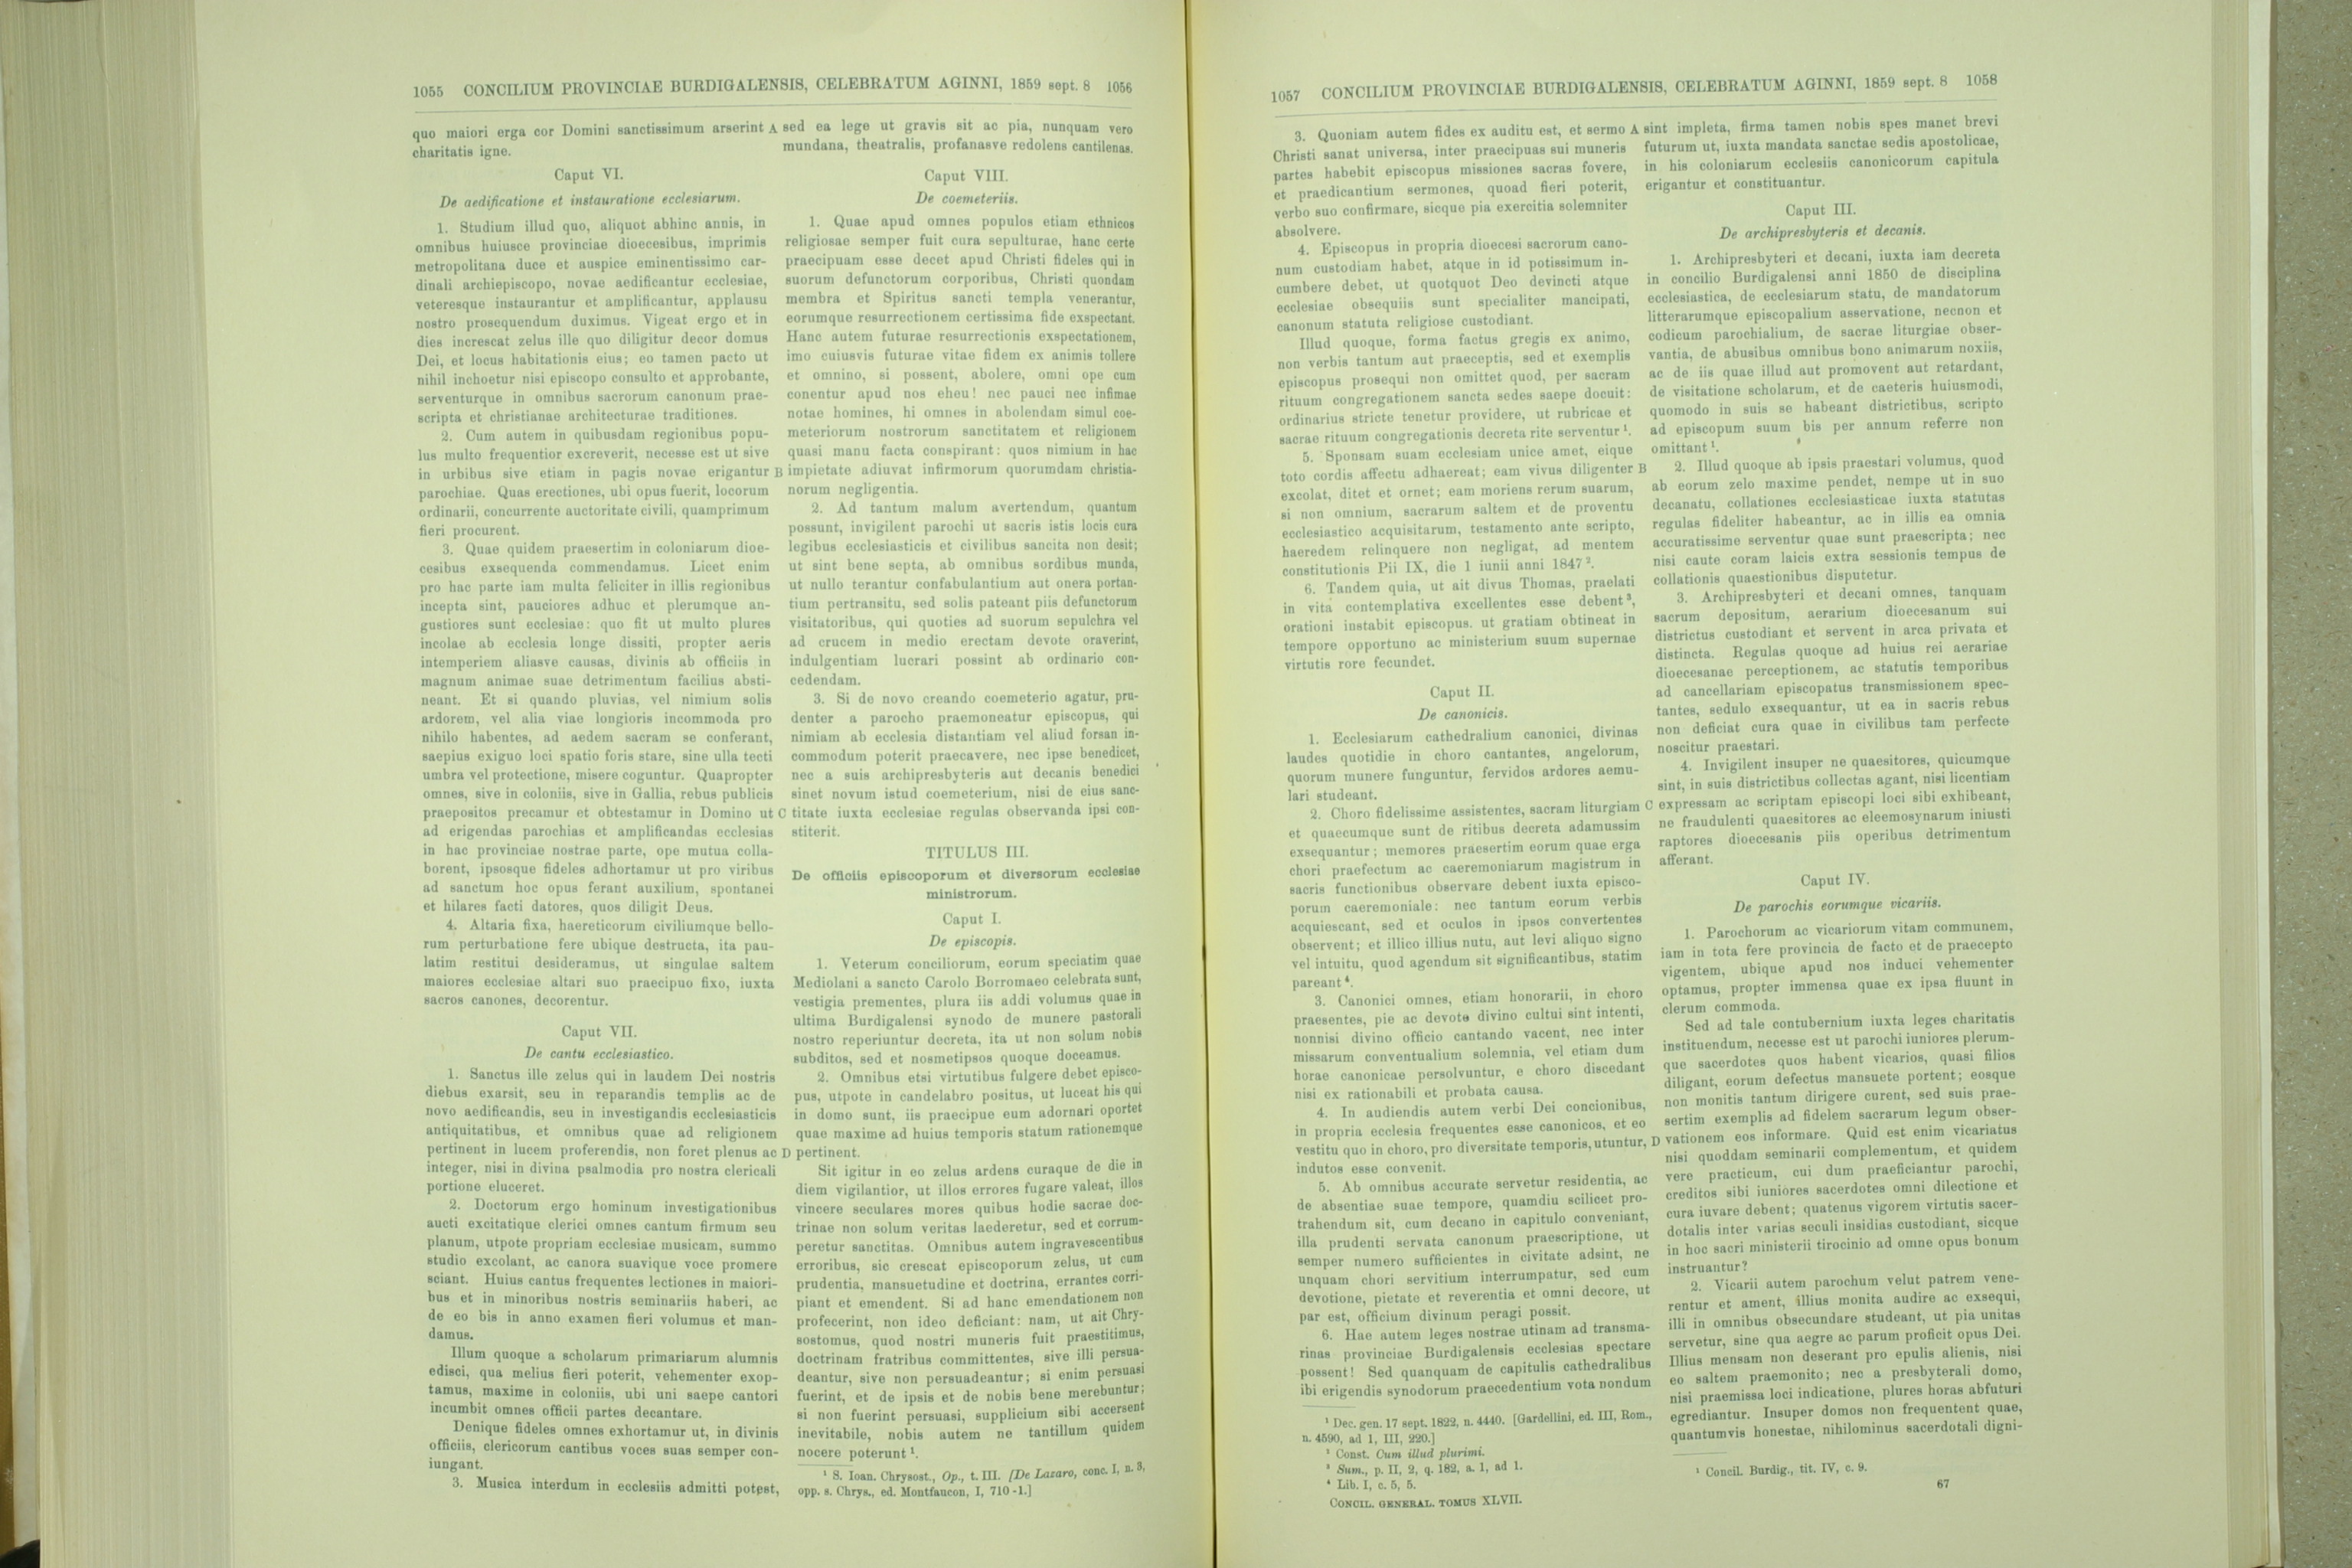 1055 CONCILIUM PROVINCIAE BURDIGALENSIS, CELEBRATUM AGINNI, 1859 sept. 8 1056
quo maiori erga cor Domini sanctissimum arserint
charitatis igne.
Caput VI.
De aedificatione et instauratione ecclesiarum.
1. Studium illud quo, aliquot abhinc annis, in
omnibus huiusce provinciae dioecesibus, imprimis
metropolitana duce et auspice eminentissimo car-
dinali archiepiscopo, novae aedificantur ecclesiae,
veteresque instaurantur et amplificantur, applausu
nostro prosequendum duximus. Vigeat ergo et in
dies increscat zelus ille quo diligitur decor domus
Dei, et locus habitationis eius; eo tamen pacto ut
nihil inchoetur nisi episcopo consulto et approbante,
serventurque in omnibus sacrorum canonum prae-
scripta et christianae architecturae traditiones.
2. Cum autem in quibusdam regionibus popu-
lus multo frequentior excreverit, necesse est ut sive
in urbibus sive etiam in pagis novae erigantur
parochiae. Quas erectiones, ubi opus fuerit, locorum
ordinarii, concurrente auctoritate civili, quamprimum
fieri procurent.
3. Quae quidem praesertim in coloniarum dioe-
cesibus exsequenda commendamus. Licet enim
pro hac parte iam multa feliciter in illis regionibus
incepta sint, pauciores adhuc et plerumque an-
gustiores sunt ecclesiae: quo fit ut multo plures
incolae ab ecclesia longe dissiti, propter aeris
intemperiem aliasve causas, divinis ab officiis in
magnum animae suae detrimentum facilius absti-
neant. Et si quando pluvias, vel nimium solis
ardorem, vel alia viae longioris incommoda pro
nihilo habentes, ad aedem sacram se conferant,
saepius exiguo loci spatio foris stare, sine ulla tecti
umbra vel protectione, misere coguntur. Quapropter
omnes, sive in coloniis, sive in Gallia, rebus publicis
praepositos precamur et obtestamur in Domino ut
ad erigendas parochias et amplificandas ecclesias
in hac provinciae nostrae parte, ope mutua colla-
borent, ipsosque fideles adhortamur ut pro viribus
ad sanctum hoc opus ferant auxilium, spontanei
et hilares facti datores, quos diligit Deus.
4. Altaria fixa, haereticorum civiliumque bello-
rum perturbatione fere ubique destructa, ita pau-
latim restitui desideramus, ut singulae saltem
maiores ecclesiae altari suo praecipuo fixo, iuxta
sacros canones, decorentur.
Caput VII.
De cantu ecclesiastico.
1. Sanctus ille zelus qui in laudem Dei nostris
diebus exarsit, seu in reparandis templis ac de
novo aedificandis, seu in investigandis ecclesiasticis
antiquitatibus, et omnibus quae ad religionem
pertinent in lucem proferendis, non foret plenus ac
integer, nisi in divina psalmodia pro nostra clericali
portione eluceret.
2. Doctorum ergo hominum investigationibus
aucti excitatique clerici omnes cantum firmum seu
planum, utpote propriam ecclesiae musicam, summo
studio excolant, ac canora suavique voce promere
sciant. Huius cantus frequentes lectiones in maiori-
bus et in minoribus nostris seminariis haberi, ac
de eo bis in anno examen fieri volumus et man-
damus.
Illum quoque a scholarum primariarum alumnis
edisci, qua melius fieri poterit, vehementer exop-
tamus, maxime in coloniis, ubi uni saepe cantori
incumbit omnes officii partes decantare.
Denique fideles omnes exhortamur ut, in divinis
officiis, clericorum cantibus voces suas semper con-
iungant.
3. Musica interdum in ecclesiis admitti potest,
A
B
C
D
sed ea lege ut gravis sit ac pia, nunquam vero
mundana, theatralis, profanasve redolens cantilenas.
Caput VIII.
De coemeteriis.
1. Quae apud omnes populos etiam ethnicos
religiosae semper fuit cura sepulturae, hanc certe
praecipuam esse decet apud Christi fideles qui in
suorum defunctorum corporibus, Christi quondam
membra et Spiritus sancti templa venerantur,
eorumque resurrectionem certissima fide exspectant.
Hanc autem futurae resurrectionis exspectationem,
imo cuiusvis futurae vitae fidem ex animis tollere
et omnino, si possent, abolere, omni ope cum
conentur apud nos eheu! nec pauci nec infimae
notae homines, hi omnes in abolendam simul coe-
meteriorum nostrorum sanctitatem et religionem
quasi manu facta conspirant: quos nimium in hac
impietate adiuvat infirmorum quorumdam christia-
norum negligentia.
2. Ad tantum malum avertendum, quantum
possunt, invigilent parochi ut sacris istis locis cura
legibus ecclesiasticis et civilibus sancita non desit;
ut sint bene septa, ab omnibus sordibus munda,
ut nullo terantur confabulantium aut onera portan-
tium pertransitu, sed solis pateant piis defunctorum
visitatoribus, qui quoties ad suorum sepulchra vel
ad crucem in medio erectam devote oraverint,
indulgentiam lucrari possint ab ordinario con-
cedendam.
3. Si de novo creando coemeterio agatur, pru-
denter a parocho praemoneatur episcopus, qui
nimiam ab ecclesia distantiam vel aliud forsan in-
commodum poterit praecavere, nec ipse benedicet,
nec a suis archipresbyteris aut decanis benedici
sinet novum istud coemeterium, nisi de eius sanc-
titate iuxta ecclesiae regulas observanda ipsi con-
stiterit.
TITULUS III.
De officiis episcoporum et diversorum ecclesiae
ministrorum.
Caput I.
De episcopis.
1. Veterum conciliorum, eorum speciatim quae
Mediolani a sancto Carolo Borromaeo celebrata sunt,
vestigia prementes, plura iis addi volumus quae in
ultima Burdigalensi synodo de munere pastorali
nostro reperiuntur decreta, ita ut non solum nobis
subditos, sed et nosmetipsos quoque doceamus.
2. Omnibus etsi virtutibus fulgere debet episco-
pus, utpote in candelabro positus, ut luceat his qui
in domo sunt, iis praecipue eum adornari oportet
quae maxime ad huius temporis statum rationemque
pertinent.
Sit igitur in eo zelus ardens curaque de die in
diem vigilantior, ut illos errores fugare valeat, illos
vincere seculares mores quibus hodie sacrae doc-
trinae non solum veritas laederetur, sed et corrum-
peretur sanctitas. Omnibus autem ingravescentibus
erroribus, sic crescat episcoporum zelus, ut cum
prudentia, mansuetudine et doctrina, errantes corri-
piant et emendent. Si ad hanc emendationem non
profecerint, non ideo deficiant: nam, ut ait Chry-
sostomus, quod nostri muneris fuit praestitimus,
doctrinam fratribus committentes, sive illi persua-
deantur, sive non persuadeantur; si enim persuasi
fuerint, et de ipsis et de nobis bene merebuntur;
si non fuerint persuasi, supplicium sibi accersent
inevitabile, nobis autem ne tantillum quidem
nocere poterunt ¹.
¹ S. Ioan. Chrysost., Op., t. III. [De Lazaro, conc. I, n. 3,
opp. s. Chrys., ed. Montfaucon, I, 710-1.]
1057 CONCILIUM PROVINCIAE BURDIGALENSIS, CELEBRATUM AGINNI, 1859 sept. 8 1058
3. Quoniam autem fides ex auditu est, et sermo
Christi sanat universa, inter praecipuas sui muneris
partes habebit episcopus missiones sacras fovere,
et praedicantium sermones, quoad fieri poterit,
verbo suo confirmare, sicque pia exercitia solemniter
absolvere.
4. Episcopus in propria dioecesi sacrorum cano-
num custodiam habet, atque in id potissimum in-
cumbere debet, ut quotquot Deo devincti atque
ecclesiae obsequiis sunt specialiter mancipati,
canonum statuta religiose custodiant.
Illud quoque, forma factus gregis ex animo,
non verbis tantum aut praeceptis, sed et exemplis
episcopus prosequi non omittet quod, per sacram
rituum congregationem sancta sedes saepe docuit:
ordinarius stricte tenetur providere, ut rubricae et
sacrae rituum congregationis decreta rite serventur ¹.
5. Sponsam suam ecclesiam unice amet, eique
toto cordis affectu adhaereat; eam vivus diligenter
excolat, ditet et ornet; eam moriens rerum suarum,
si non omnium, sacrarum saltem et de proventu
ecclesiastico acquisitarum, testamento ante scripto,
haeredem relinquere non negligat, ad mentem
constitutionis Pii IX, die 1 iunii anni 1847 ².
6. Tandem quia, ut ait divus Thomas, praelati
in vita contemplativa excellentes esse debent ³,
orationi instabit episcopus. ut gratiam obtineat in
tempore opportuno ac ministerium suum supernae
virtutis rore fecundet.
Caput II.
De canonicis.
1. Ecclesiarum cathedralium canonici, divinas
laudes quotidie in choro cantantes, angelorum,
quorum munere funguntur, fervidos ardores aemu-
lari studeant.
2. Choro fidelissime assistentes, sacram liturgiam
et quaecumque sunt de ritibus decreta adamussim
exsequantur; memores praesertim eorum quae erga
chori praefectum ac caeremoniarum magistrum in
sacris functionibus observare debent iuxta episco-
porum caeremoniale: nec tantum eorum verbis
acquiescant, sed et oculos in ipsos convertentes
observent; et illico illius nutu, aut levi aliquo signo
vel intuitu, quod agendum sit significantibus, statim
pareant ⁴.
3. Canonici omnes, etiam honorarii, in choro
praesentes, pie ac devote divino cultui sint intenti,
nonnisi divino officio cantando vacent, nec inter
missarum conventualium solemnia, vel etiam dum
horae canonicae persolvuntur, e choro discedant
nisi ex rationabili et probata causa.
4. In audiendis autem verbi Dei concionibus,
in propria ecclesia frequentes esse canonicos, et eo
vestitu quo in choro, pro diversitate temporis, utuntur,
indutos esse convenit.
5. Ab omnibus accurate servetur residentia, ac
de absentiae suae tempore, quamdiu scilicet pro-
trahendum sit, cum decano in capitulo conveniant,
illa prudenti servata canonum praescriptione, ut
semper numero sufficientes in civitate adsint, ne
unquam chori servitium interrumpatur, sed cum
devotione, pietate et reverentia et omni decore, ut
par est, officium divinum peragi possit.
6. Hae autem leges nostrae utinam ad transma-
rinas provinciae Burdigalensis ecclesias spectare
possent! Sed quanquam de capitulis cathedralibus
ibi erigendis synodorum praecedentium vota nondum
¹ Dec. gen. 17 sept. 1822, n. 4440. [Gardellini, ed. III, Rom.,
n. 4590, ad 1, III, 220.]
² Const. Cum illud plurimi.
³ Sum., p. II, 2, q. 182, a. 1, ad 1.
⁴ Lib. I, c. 5, 5.
CONCIL. GENERAL. TOMUS XLVII.
A
B
C
D
sint impleta, firma tamen nobis spes manet brevi
futurum ut, iuxta mandata sanctae sedis apostolicae,
in his coloniarum ecclesiis canonicorum capitula
erigantur et constituantur.
Caput III.
De archipresbyteris et decanis.
1. Archipresbyteri et decani, iuxta iam decreta
in concilio Burdigalensi anni 1850 de disciplina
ecclesiastica, de ecclesiarum statu, de mandatorum
litterarumque episcopalium asservatione, necnon et
codicum parochialium, de sacrae liturgiae obser-
vantia, de abusibus omnibus bono animarum noxiis,
ac de iis quae illud aut promovent aut retardant,
de visitatione scholarum, et de caeteris huiusmodi,
quomodo in suis se habeant districtibus, scripto
ad episcopum suum bis per annum referre non
omittant ¹.
2. Illud quoque ab ipsis praestari volumus, quod
ab eorum zelo maxime pendet, nempe ut in suo
decanatu, collationes ecclesiasticae iuxta statutas
regulas fideliter habeantur, ac in illis ea omnia
accuratissime serventur quae sunt praescripta; nec
nisi caute coram laicis extra sessionis tempus de
collationis quaestionibus disputetur.
3. Archipresbyteri et decani omnes, tanquam
sacrum depositum, aerarium dioecesanum sui
districtus custodiant et servent in arca privata et
distincta. Regulas quoque ad huius rei aerariae
dioecesanae perceptionem, ac statutis temporibus
ad cancellariam episcopatus transmissionem spec-
tantes, sedulo exsequantur, ut ea in sacris rebus
non deficiat cura quae in civilibus tam perfecte
noscitur praestari.
4. Invigilent insuper ne quaesitores, quicumque
sint, in suis districtibus collectas agant, nisi licentiam
expressam ac scriptam episcopi loci sibi exhibeant,
ne fraudulenti quaesitores ac eleemosynarum iniusti
raptores dioecesanis piis operibus detrimentum
afferant.
Caput IV.
De parochis eorumque vicariis.
1. Parochorum ac vicariorum vitam communem,
iam in tota fere provincia de facto et de praecepto
vigentem, ubique apud nos induci vehementer
optamus, propter immensa quae ex ipsa fluunt in
clerum commoda.
Sed ad tale contubernium iuxta leges charitatis
instituendum, necesse est ut parochi iuniores plerum-
que sacerdotes quos habent vicarios, quasi filios
diligant, eorum defectus mansuete portent; eosque
non monitis tantum dirigere curent, sed suis prae-
sertim exemplis ad fidelem sacrarum legum obser-
vationem eos informare. Quid est enim vicariatus
nisi quoddam seminarii complementum, et quidem
vere practicum, cui dum praeficiantur parochi,
creditos sibi iuniores sacerdotes omni dilectione et
cura iuvare debent; quatenus vigorem virtutis sacer-
dotalis inter varias seculi insidias custodiant, sicque
in hoc sacri ministerii tirocinio ad omne opus bonum
instruantur?
2. Vicarii autem parochum velut patrem vene-
rentur et ament, illius monita audire ac exsequi,
illi in omnibus obsecundare studeant, ut pia unitas
servetur, sine qua aegre ac parum proficit opus Dei.
Illius mensam non deserant pro epulis alienis, nisi
eo saltem praemonito; nec a presbyterali domo,
nisi praemissa loci indicatione, plures horas abfuturi
egrediantur. Insuper domos non frequentent quae,
quantumvis honestae, nihilominus sacerdotali digni-
¹ Concil. Burdig., tit. IV, c. 9.
67